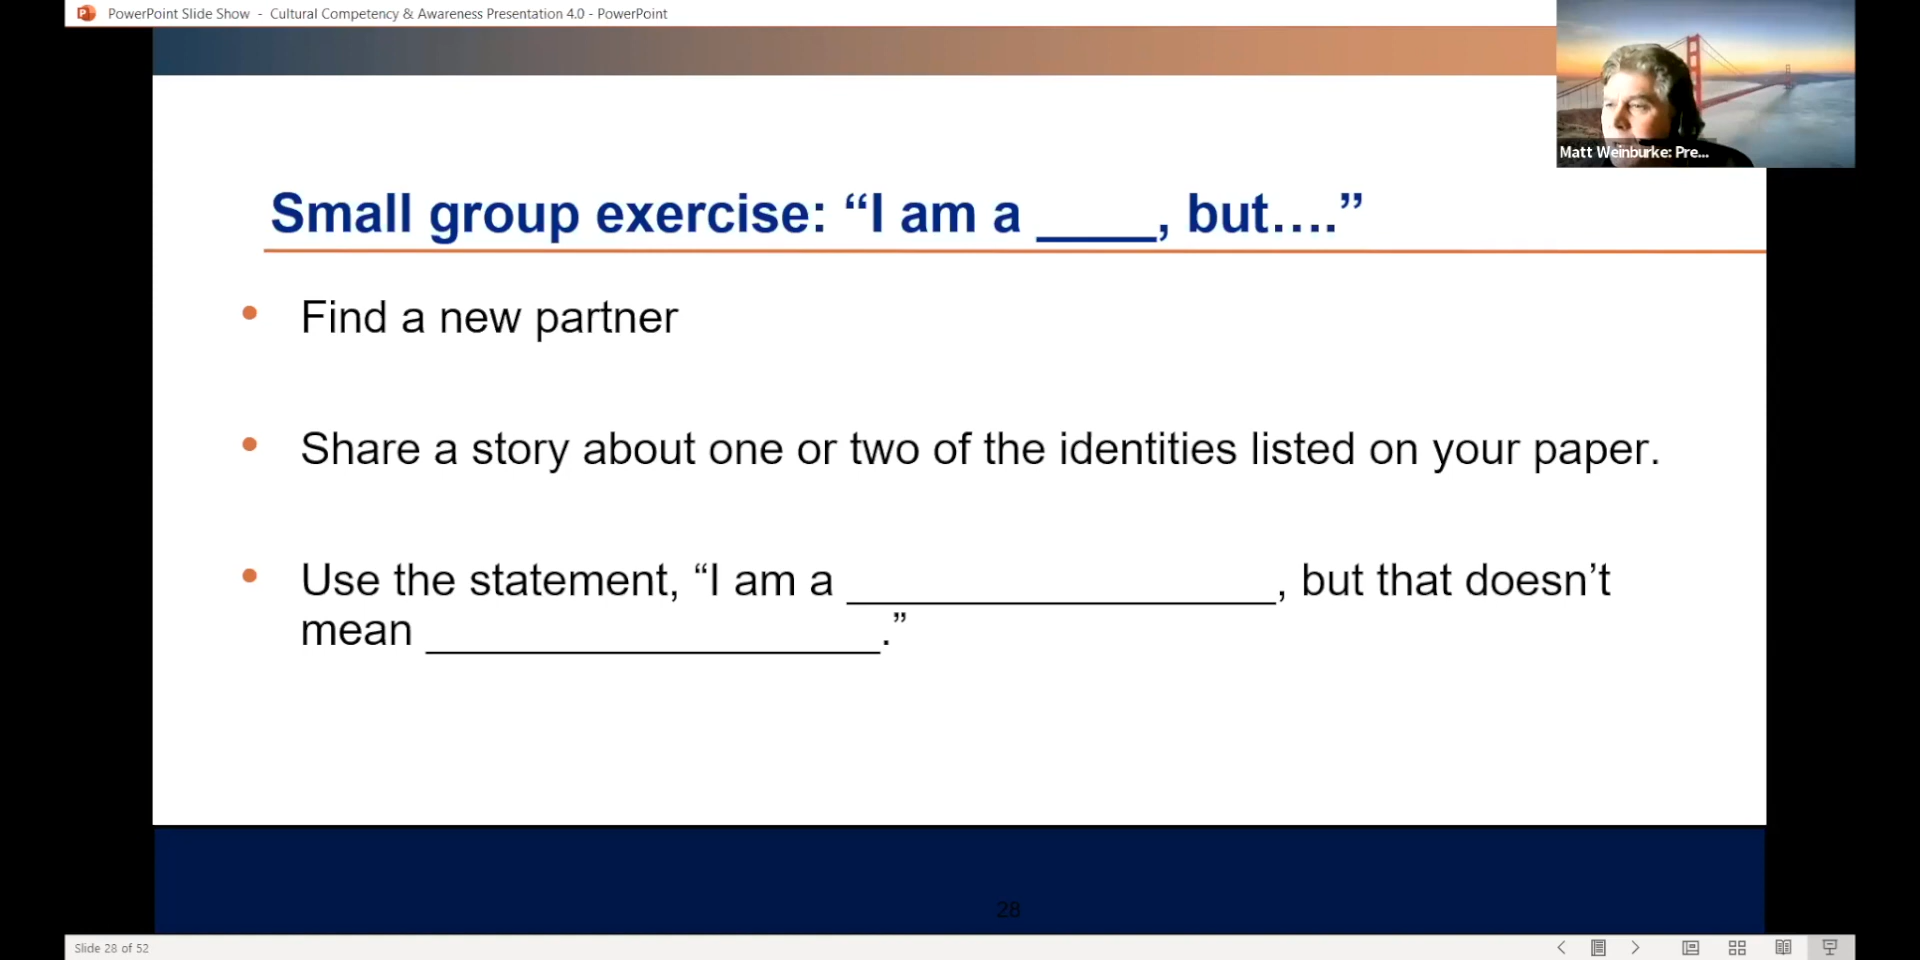 PowerPoint Slide Show - Cultural Competency & Awareness Presentation 4.0 - PowerPoint
Matt Weinburke: Pre...
Small group exercise: “I am a ____, but....”
• Find a new partner
• Share a story about one or two of the identities listed on your paper.
• Use the statement, “I am a _________________, but that doesn’t
mean __________________.”
28
Slide 28 of 52